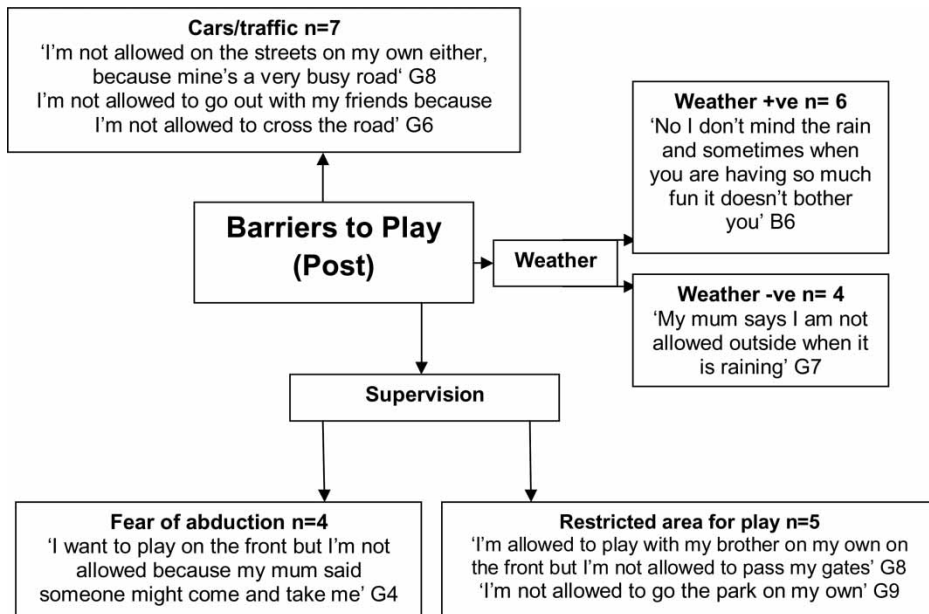 Cars/traffic n=7
‘I’m not allowed on the streets on my own either,
because mine’s a very busy road‘ G8
I’m not allowed to go out with my friends because
I’m not allowed to cross the road’ G6
Weather +ve n= 6
‘No I don’t mind the rain
and sometimes when
you are having so much
fun it doesn’t bother
you’ B6
Barriers to Play
(Post)
Weather
Weather -ve n= 4
‘My mum says I am not
allowed outside when it
is raining’ G7
Supervision
Fear of abduction n=4
‘I want to play on the front but I’m not
allowed because my mum said
someone might come and take me’ G4
Restricted area for play n=5
‘I’m allowed to play with my brother on my own on
the front but I’m not allowed to pass my gates’ G8
‘I’m not allowed to go the park on my own’ G9